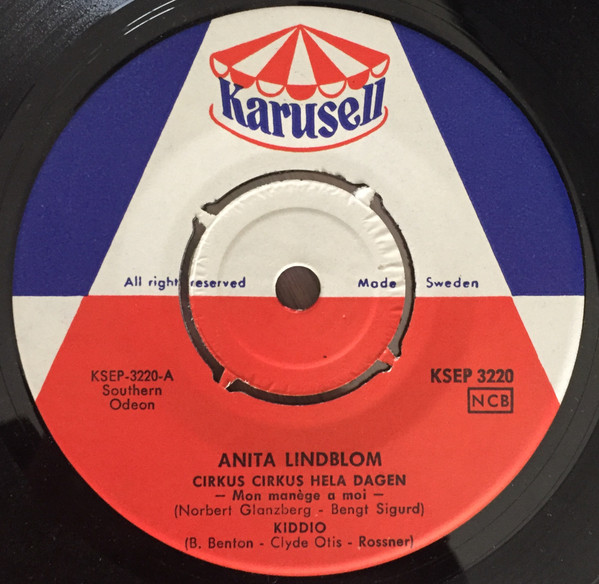 Karusell
All right reserved Made Sweden
KSEP-3220-A
Southern
Odeon
KSEP 3220
NCB
ANITA LINDBLOM
CIRKUS CIRKUS HELA DAGEN
— Mon manège a moi —
(Norbert Glanzberg - Bengt Sigurd)
KIDDIO
(B. Benton - Clyde Otis - Rossner)